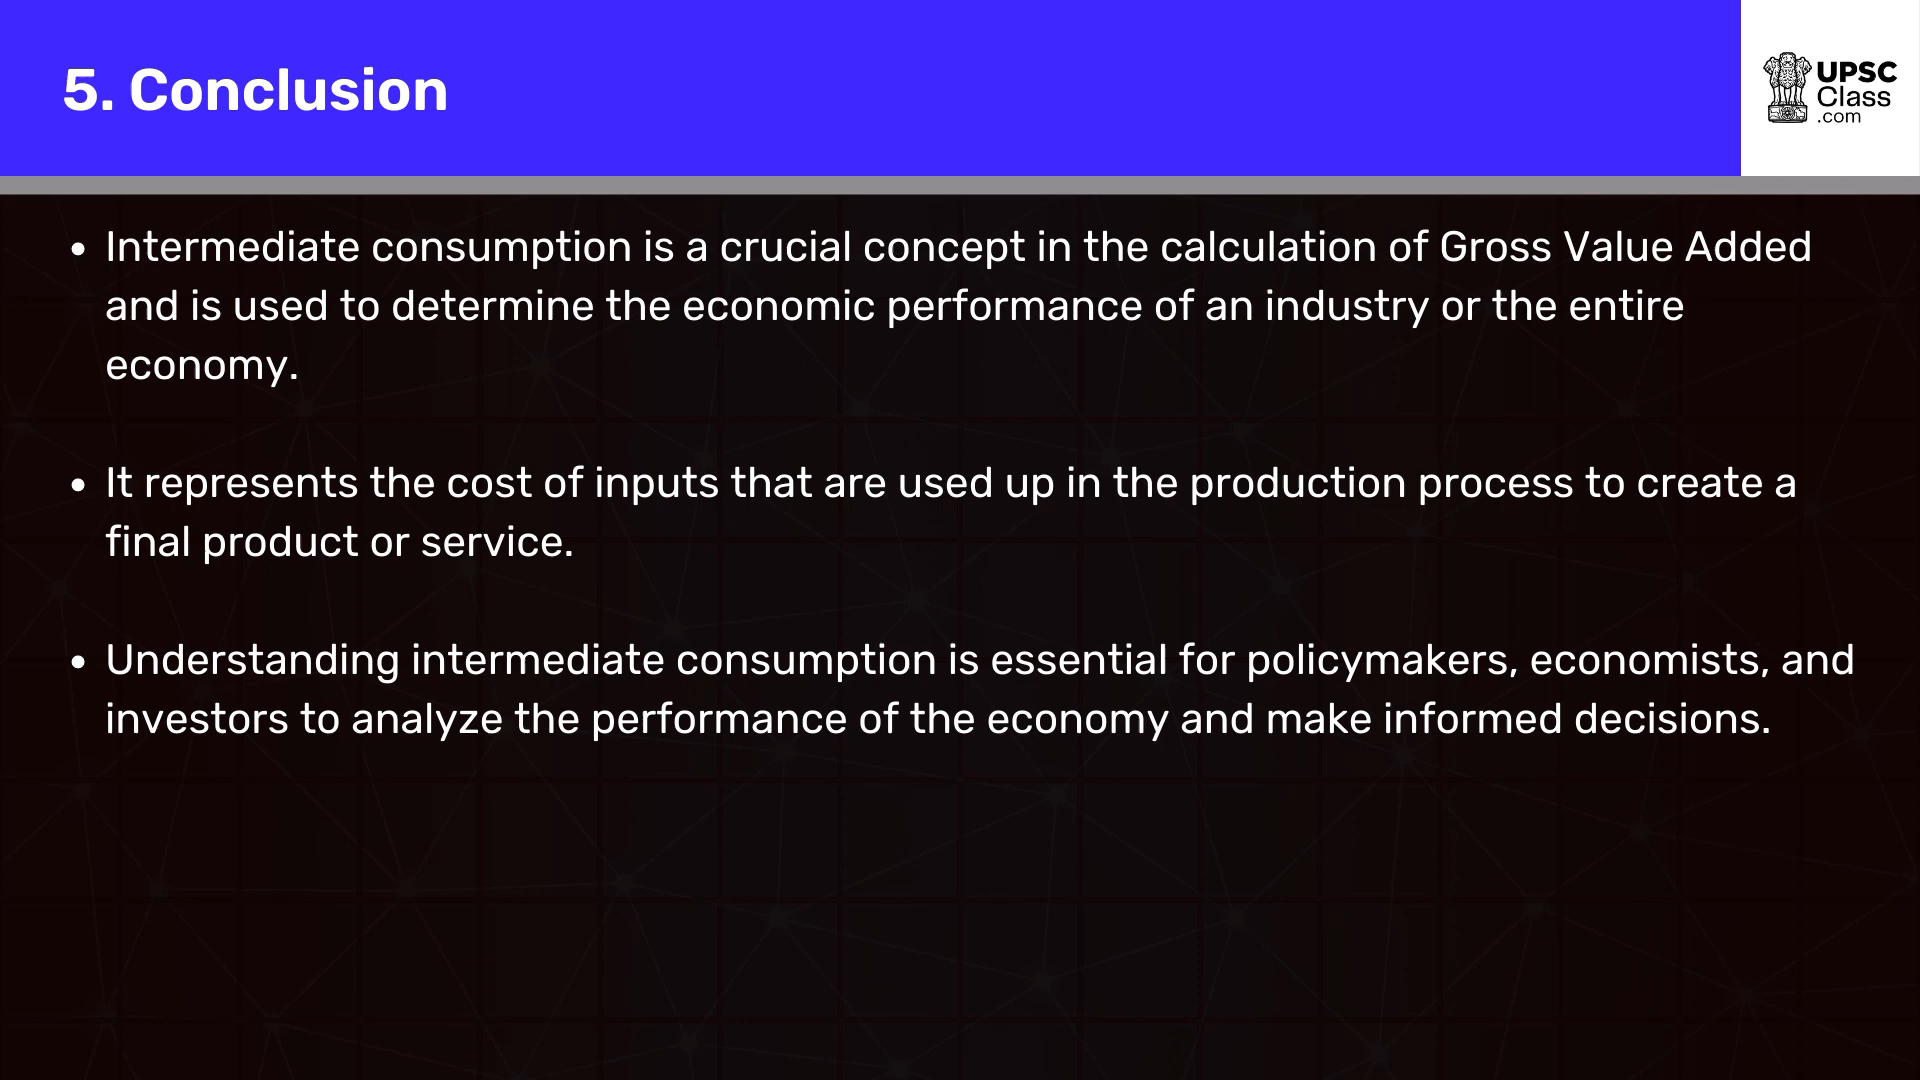 5. Conclusion
UPSC
Class
.com
• Intermediate consumption is a crucial concept in the calculation of Gross Value Added
and is used to determine the economic performance of an industry or the entire
economy.
• It represents the cost of inputs that are used up in the production process to create a
final product or service.
• Understanding intermediate consumption is essential for policymakers, economists, and
investors to analyze the performance of the economy and make informed decisions.